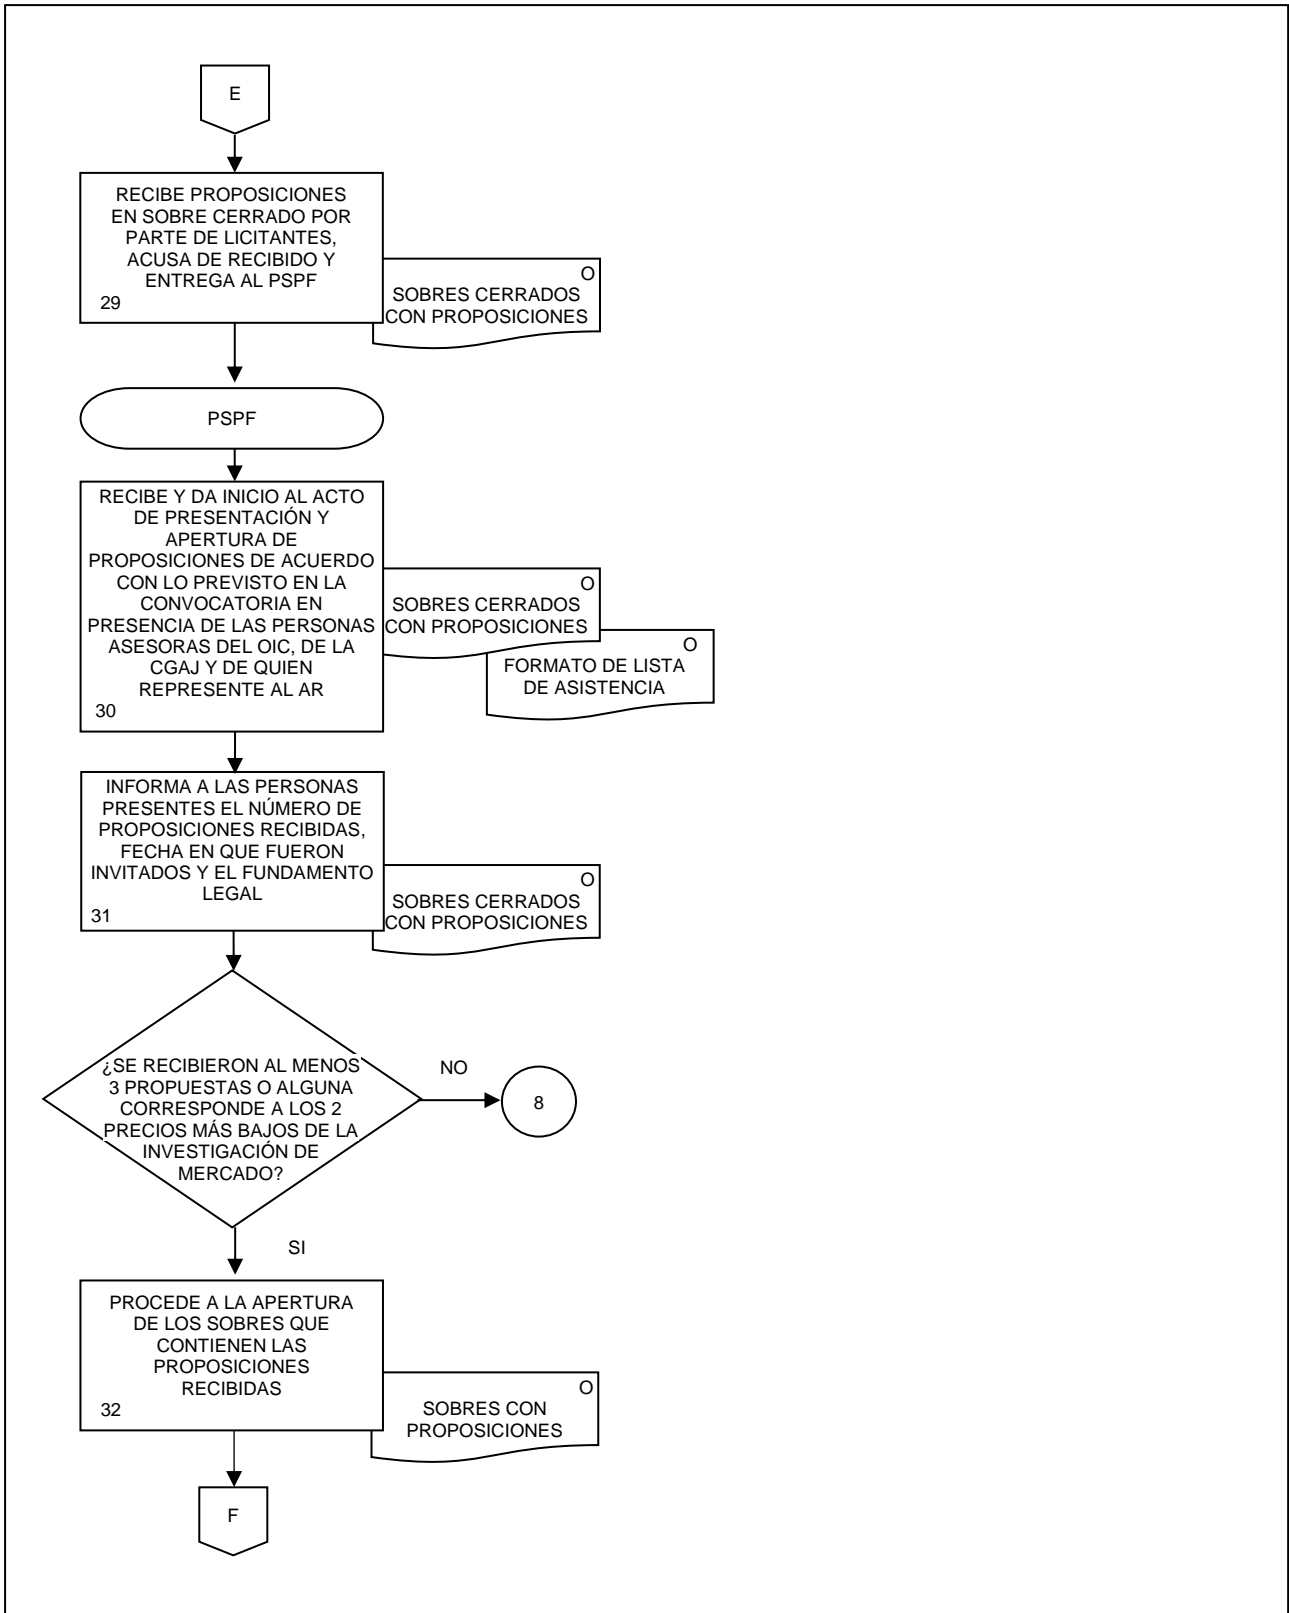 E
RECIBE PROPOSICIONES
EN SOBRE CERRADO POR
PARTE DE LICITANTES,
ACUSA DE RECIBIDO Y
ENTREGA AL PSPF
29
O
SOBRES CERRADOS
CON PROPOSICIONES
PSPF
RECIBE Y DA INICIO AL ACTO
DE PRESENTACIÓN Y
APERTURA DE
PROPOSICIONES DE ACUERDO
CON LO PREVISTO EN LA
CONVOCATORIA EN
PRESENCIA DE LAS PERSONAS
ASESORAS DEL OIC, DE LA
CGAJ Y DE QUIEN
REPRESENTE AL AR
30
O
SOBRES CERRADOS
CON PROPOSICIONES
O
FORMATO DE LISTA
DE ASISTENCIA
INFORMA A LAS PERSONAS
PRESENTES EL NÚMERO DE
PROPOSICIONES RECIBIDAS,
FECHA EN QUE FUERON
INVITADOS Y EL FUNDAMENTO
LEGAL
31
O
SOBRES CERRADOS
CON PROPOSICIONES
¿SE RECIBIERON AL MENOS
3 PROPUESTAS O ALGUNA
CORRESPONDE A LOS 2
PRECIOS MÁS BAJOS DE LA
INVESTIGACIÓN DE
MERCADO?
NO
8
SI
PROCEDE A LA APERTURA
DE LOS SOBRES QUE
CONTIENEN LAS
PROPOSICIONES
RECIBIDAS
32
O
SOBRES CON
PROPOSICIONES
F